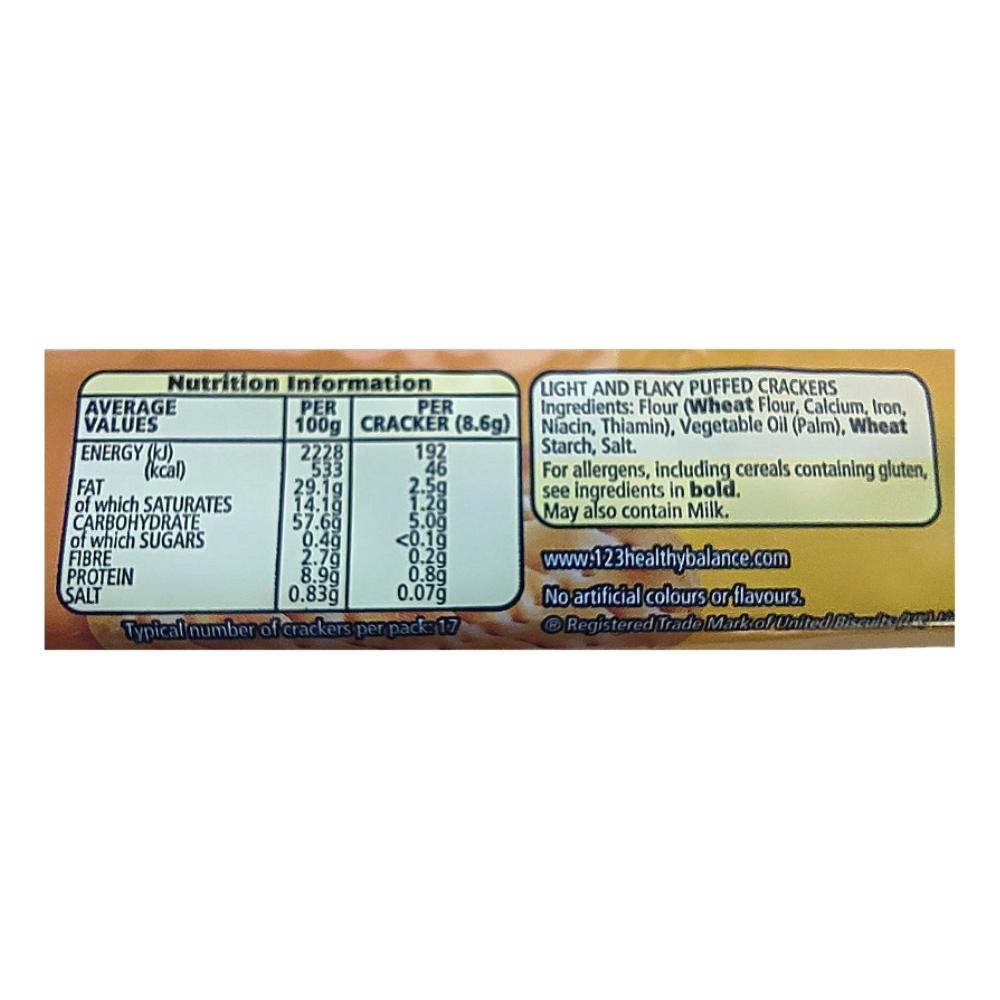 Nutrition Information
AVERAGE VALUES PER 100g PER CRACKER (8.6g)
ENERGY (kJ) 2228 192
(kcal) 533 46
FAT 29.1g 2.5g
of which SATURATES 14.1g 1.2g
CARBOHYDRATE 57.6g 5.0g
of which SUGARS 0.4g <0.1g
FIBRE 2.7g 0.2g
PROTEIN 8.9g 0.8g
SALT 0.83g 0.07g
Typical number of crackers per pack: 17
LIGHT AND FLAKY PUFFED CRACKERS
Ingredients: Flour (Wheat Flour, Calcium, Iron,
Niacin, Thiamin), Vegetable Oil (Palm), Wheat
Starch, Salt.
For allergens, including cereals containing gluten,
see ingredients in bold.
May also contain Milk.
www.123healthybalance.com
No artificial colours or flavours.
® Registered Trade Mark of United Biscuits (UK)